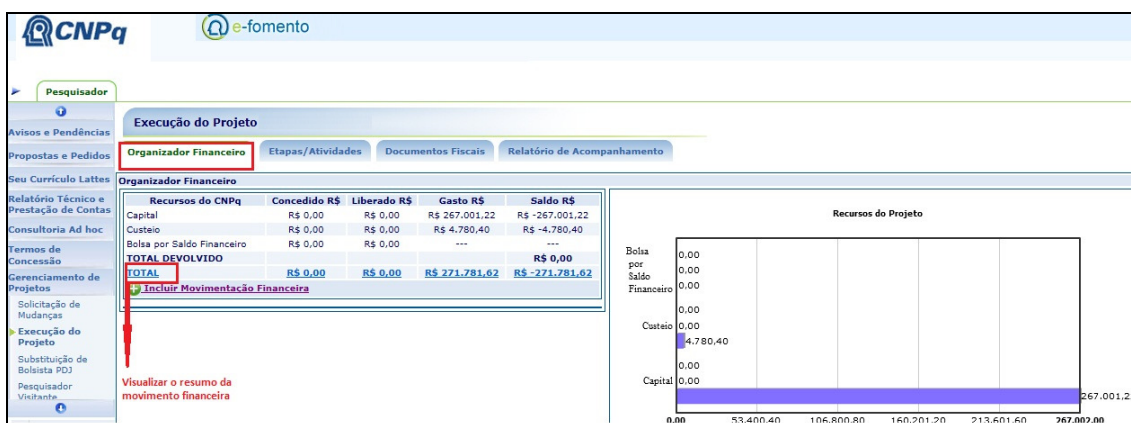 CNPq
e-fomento
Pesquisador
Avisos e Pendências
Propostas e Pedidos
Seu Currículo Lattes
Relatório Técnico e
Prestação de Contas
Consultoria Ad hoc
Termos de
Concessão
Gerenciamento de
Projetos
Solicitação de
Mudanças
Execução do
Projeto
Substituição de
Bolsista PDJ
Pesquisador
Visitante
Execução do Projeto
Organizador Financeiro Etapas/Atividades Documentos Fiscais Relatório de Acompanhamento
Organizador Financeiro
Recursos do CNPq Concedido R$ Liberado R$ Gasto R$ Saldo R$
Capital R$ 0,00 R$ 0,00 R$ 267.001,22 R$ -267.001,22
Custeio R$ 0,00 R$ 0,00 R$ 4.780,40 R$ -4.780,40
Bolsa por Saldo Financeiro R$ 0,00 R$ 0,00 --- ---
TOTAL DEVOLVIDO R$ 0,00
TOTAL R$ 0,00 R$ 0,00 R$ 271.781,62 R$ -271.781,62
Incluir Movimentação Financeira
Visualizar o resumo da
movimento financeira
Recursos do Projeto
Bolsa
por
Saldo
Financeiro
0,00
0,00
0,00
Custeio
0,00
0,00
4.780,40
Capital
0,00
0,00
267.001,2
0,00 53.400,40 106.800,80 160.201,20 213.601,60 267.002,00